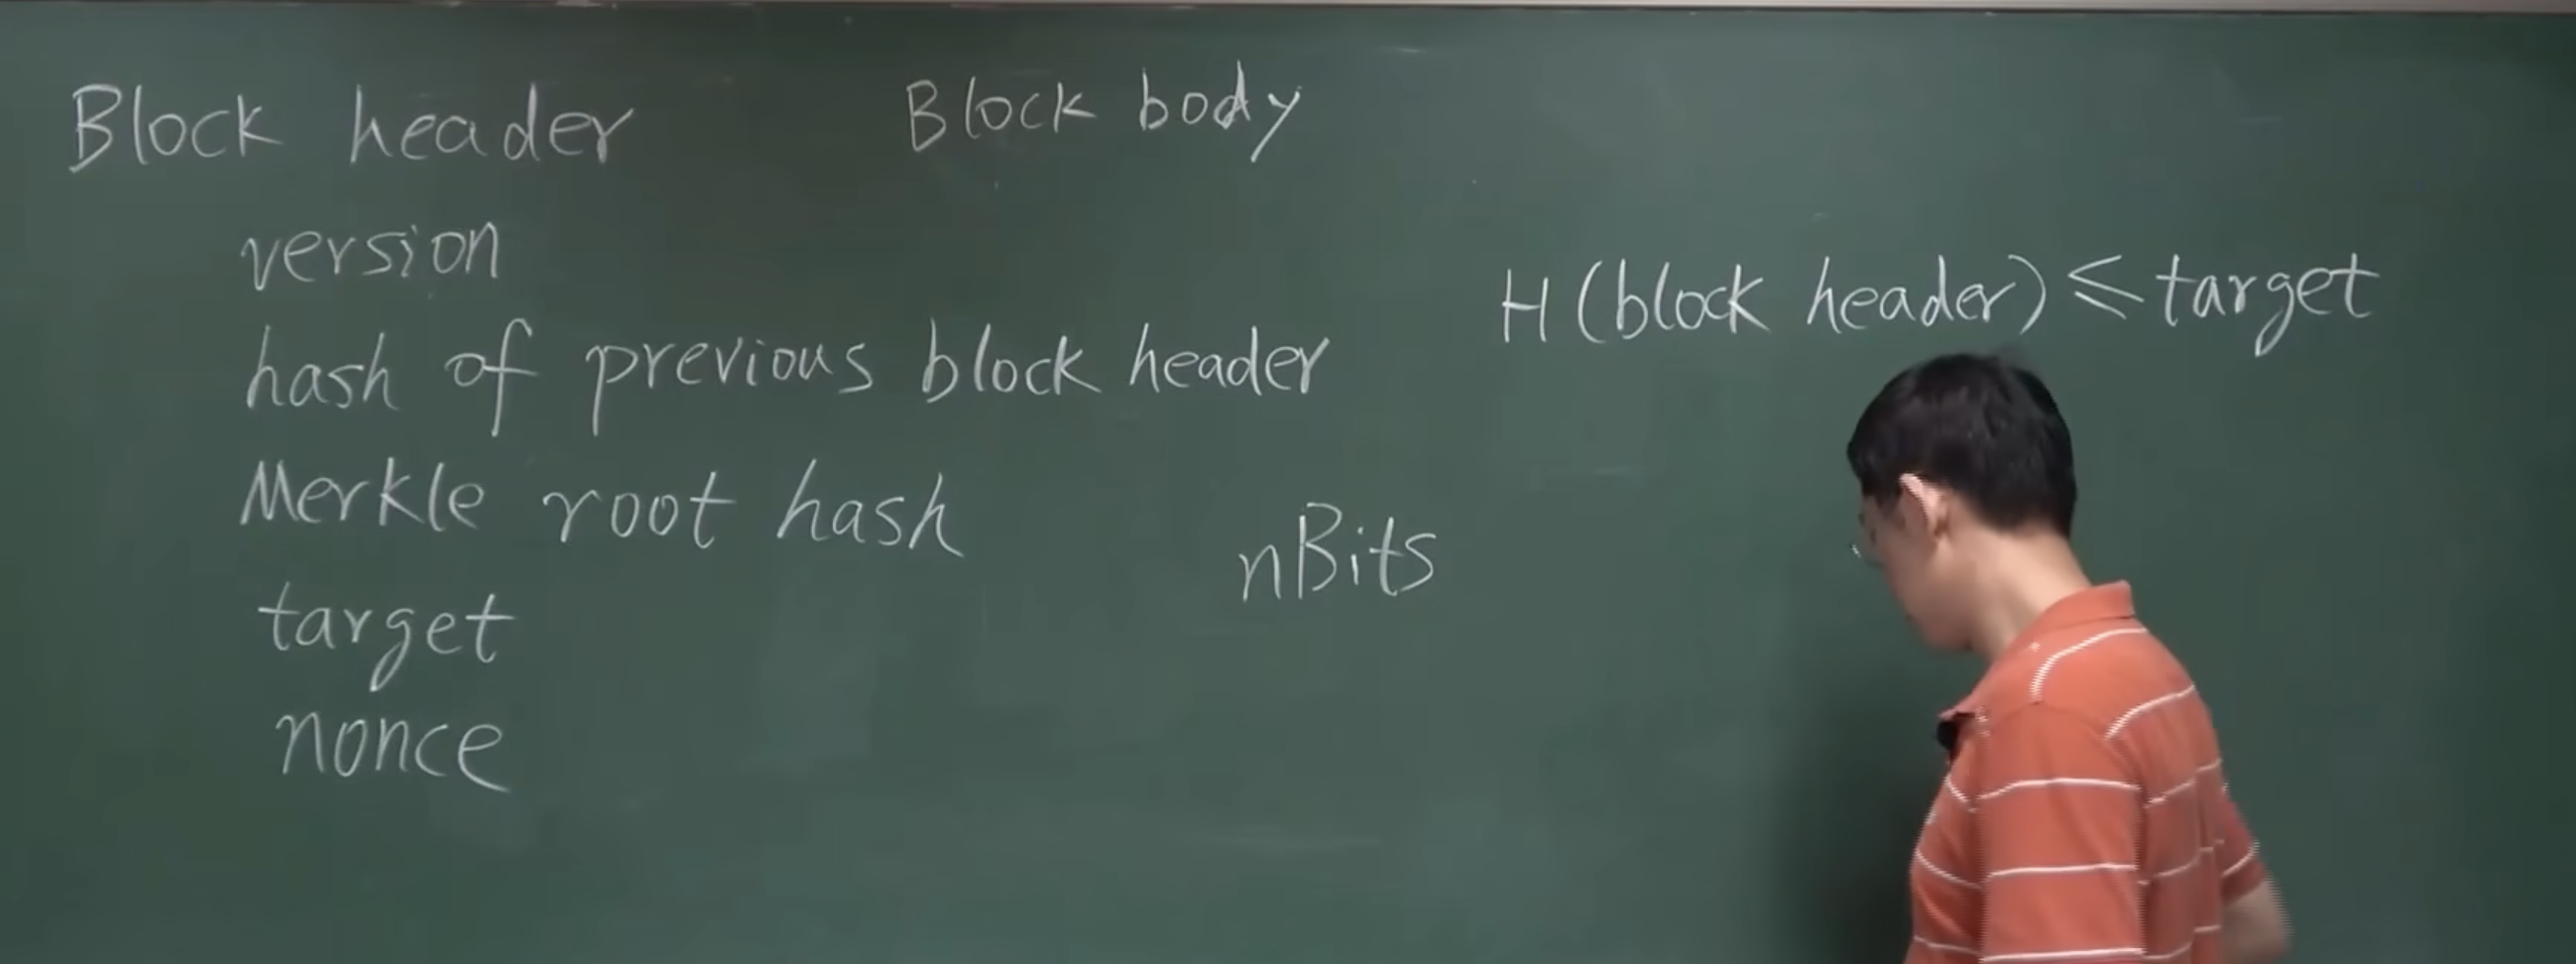 Block header
Block body
version
hash of previous block header
Merkle root hash
target
nonce
nBits
H(block header) ≤ target